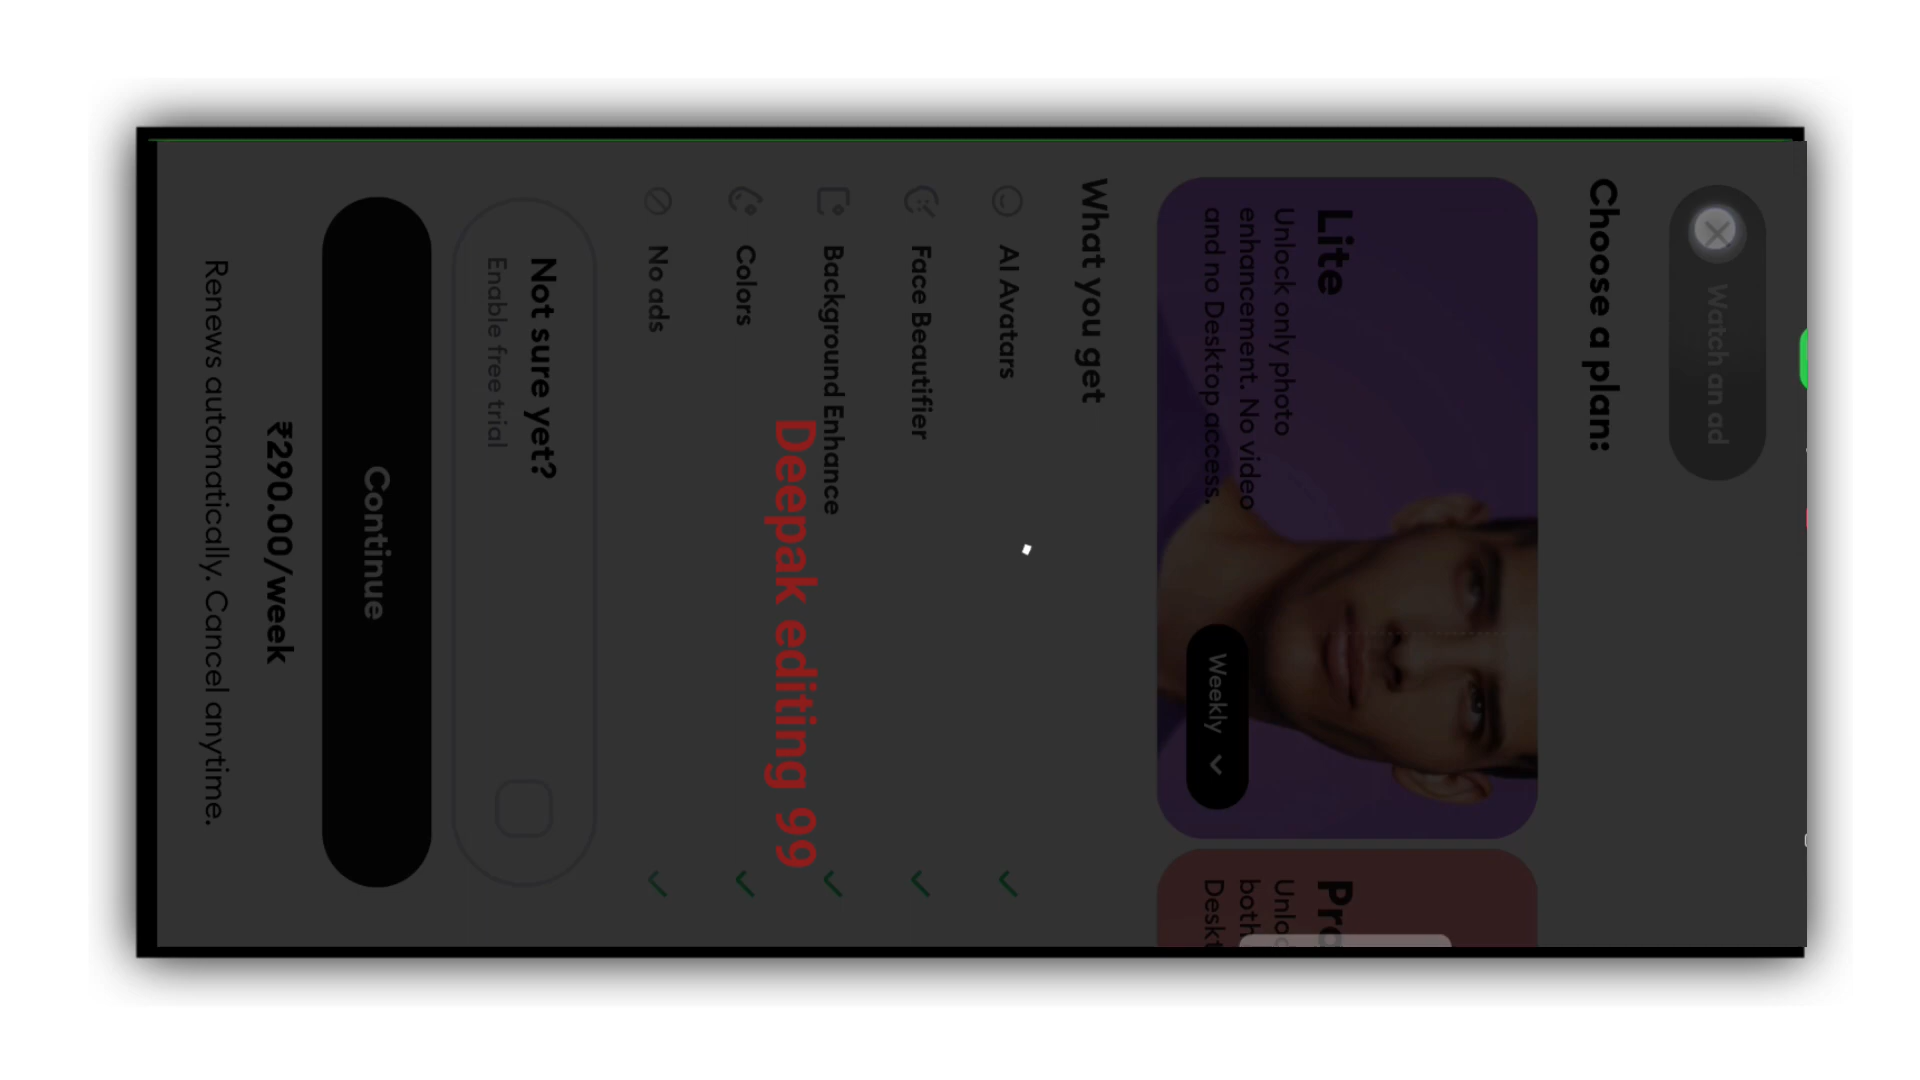 Watch an ad
Choose a plan:
Lite
Unlock only photo
enhancement. No video
and no Desktop access.
Weekly
Pro
both
What you get
AI Avatars
Face Beautifier
Background Enhance
Deepak editing 99
Colors
No ads
Not sure yet?
Enable free trial
Continue
₹290.00/week
Renews automatically. Cancel anytime.